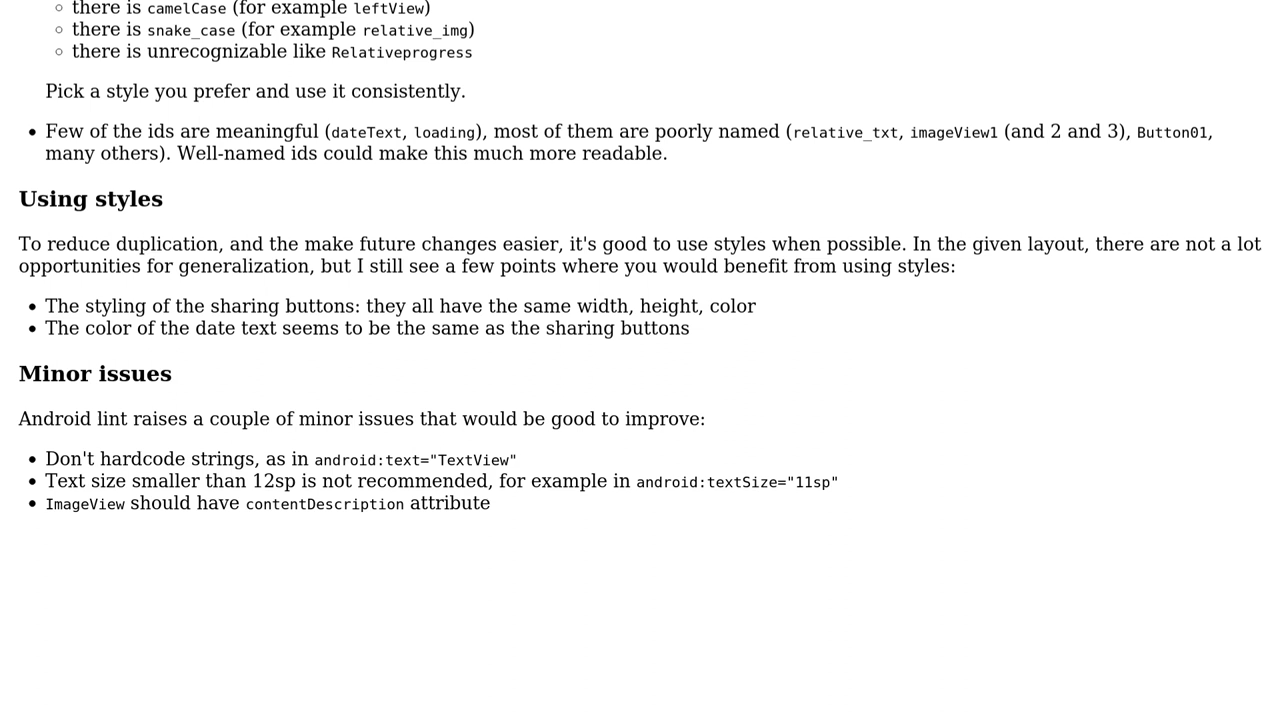 there is camelCase (for example leftView)
there is snake_case (for example relative_img)
there is unrecognizable like Relativeprogress
Pick a style you prefer and use it consistently.
Few of the ids are meaningful (dateText, loading), most of them are poorly named (relative_txt, imageView1 (and 2 and 3), Button01,
many others). Well-named ids could make this much more readable.
Using styles
To reduce duplication, and the make future changes easier, it's good to use styles when possible. In the given layout, there are not a lot
opportunities for generalization, but I still see a few points where you would benefit from using styles:
The styling of the sharing buttons: they all have the same width, height, color
The color of the date text seems to be the same as the sharing buttons
Minor issues
Android lint raises a couple of minor issues that would be good to improve:
Don't hardcode strings, as in android:text="TextView"
Text size smaller than 12sp is not recommended, for example in android:textSize="11sp"
ImageView should have contentDescription attribute